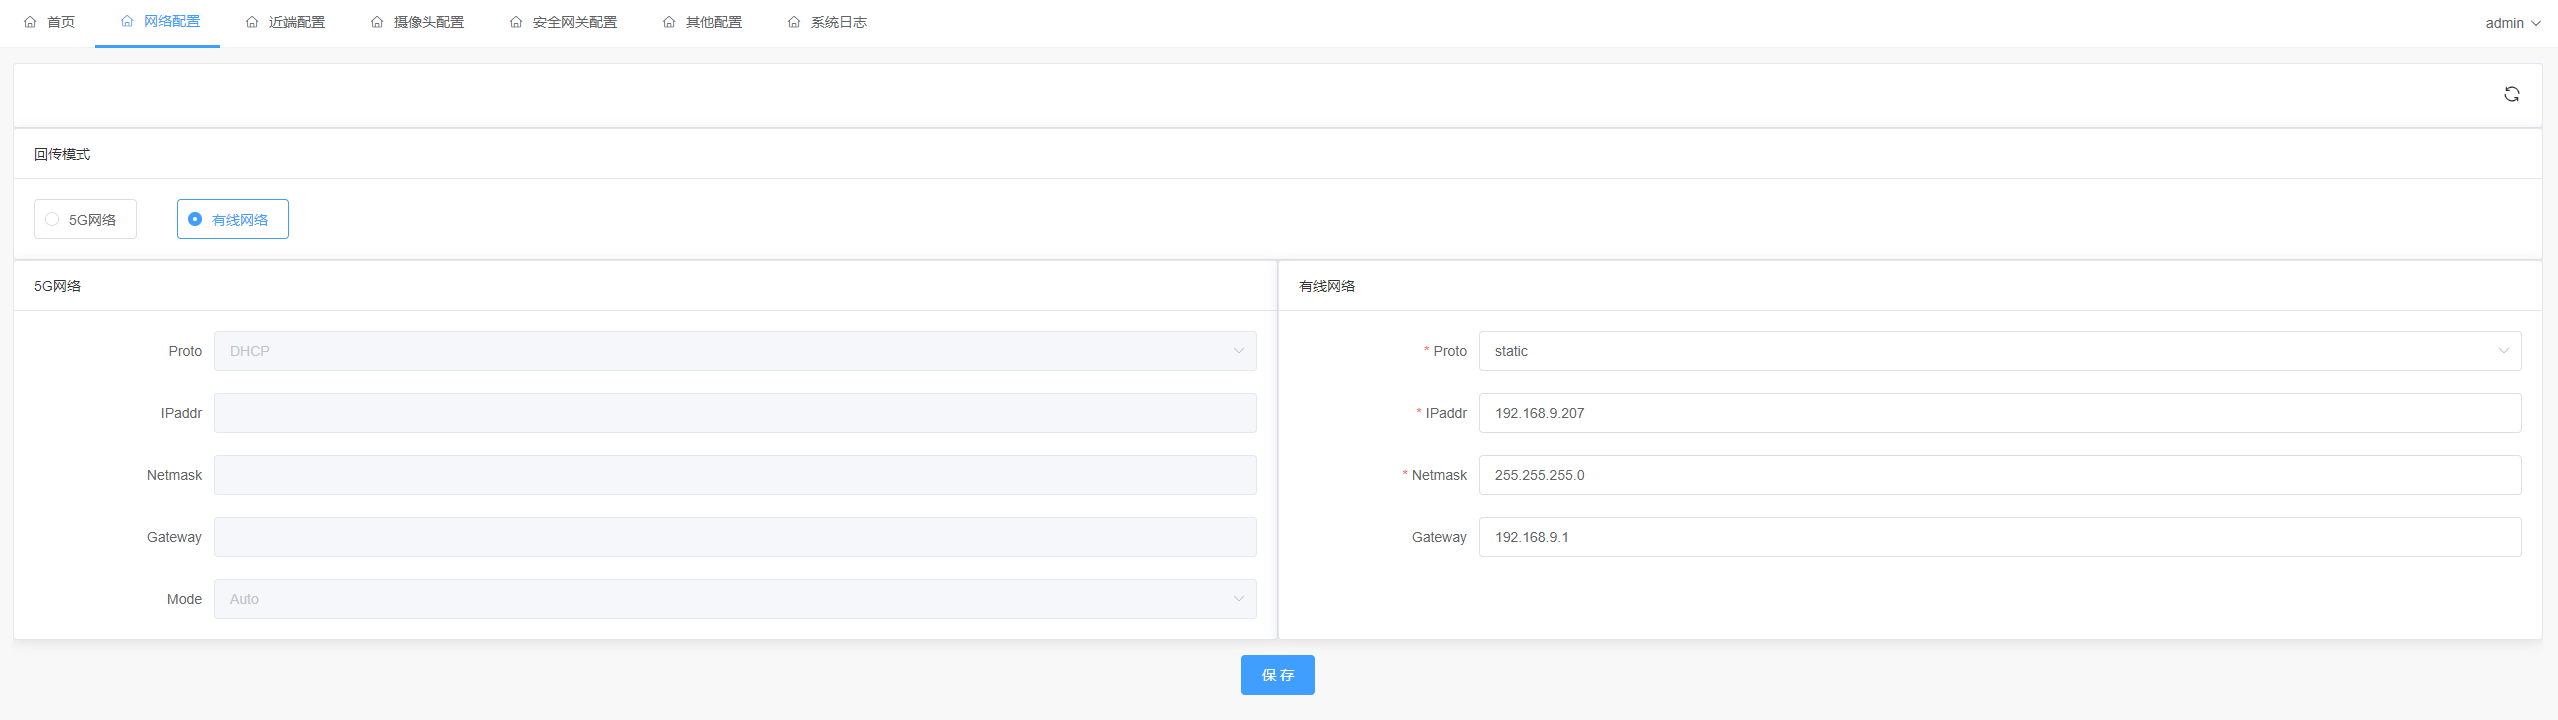 首页 网络配置 近端配置 摄像头配置 安全网关配置 其他配置 系统日志 admin
回传模式
5G网络 有线网络
5G网络
Proto DHCP
IPaddr
Netmask
Gateway
Mode Auto
有线网络
* Proto static
* IPaddr 192.168.9.207
* Netmask 255.255.255.0
Gateway 192.168.9.1
保 存